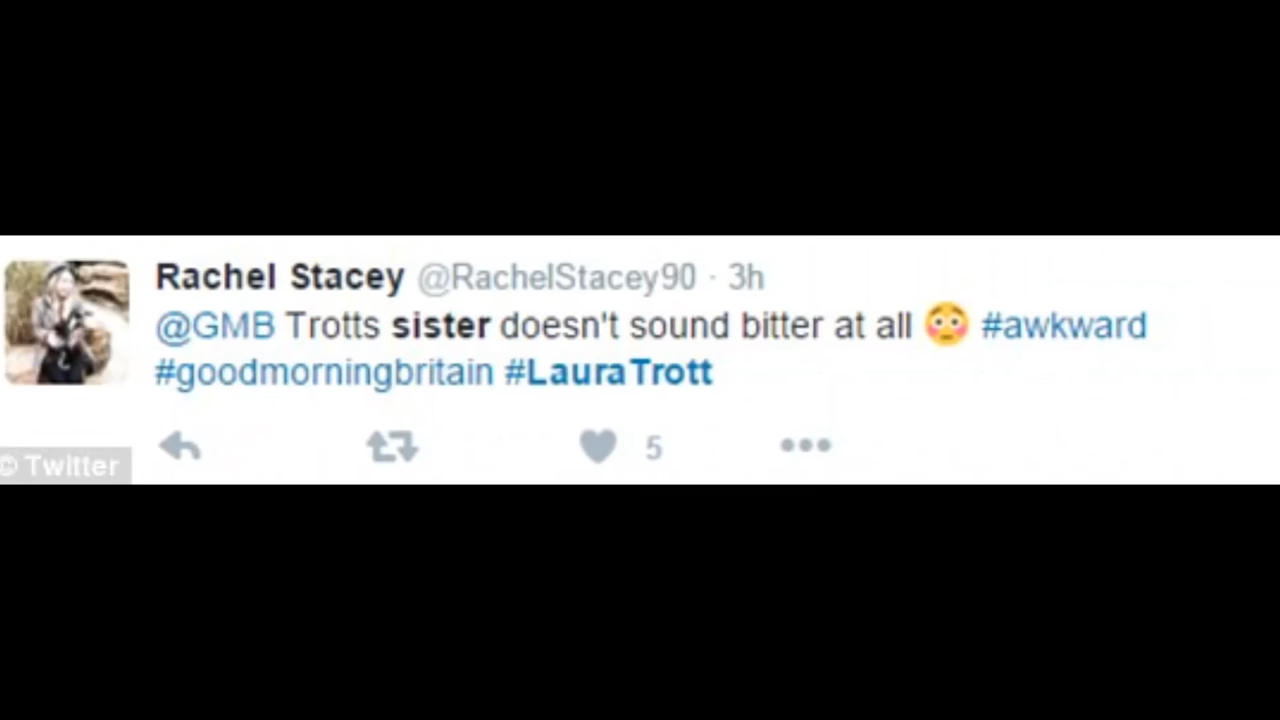 Rachel Stacey @RachelStacey90 · 3h
@GMB Trotts sister doesn't sound bitter at all 😳 #awkward
#goodmorningbritain #LauraTrott
5
© Twitter